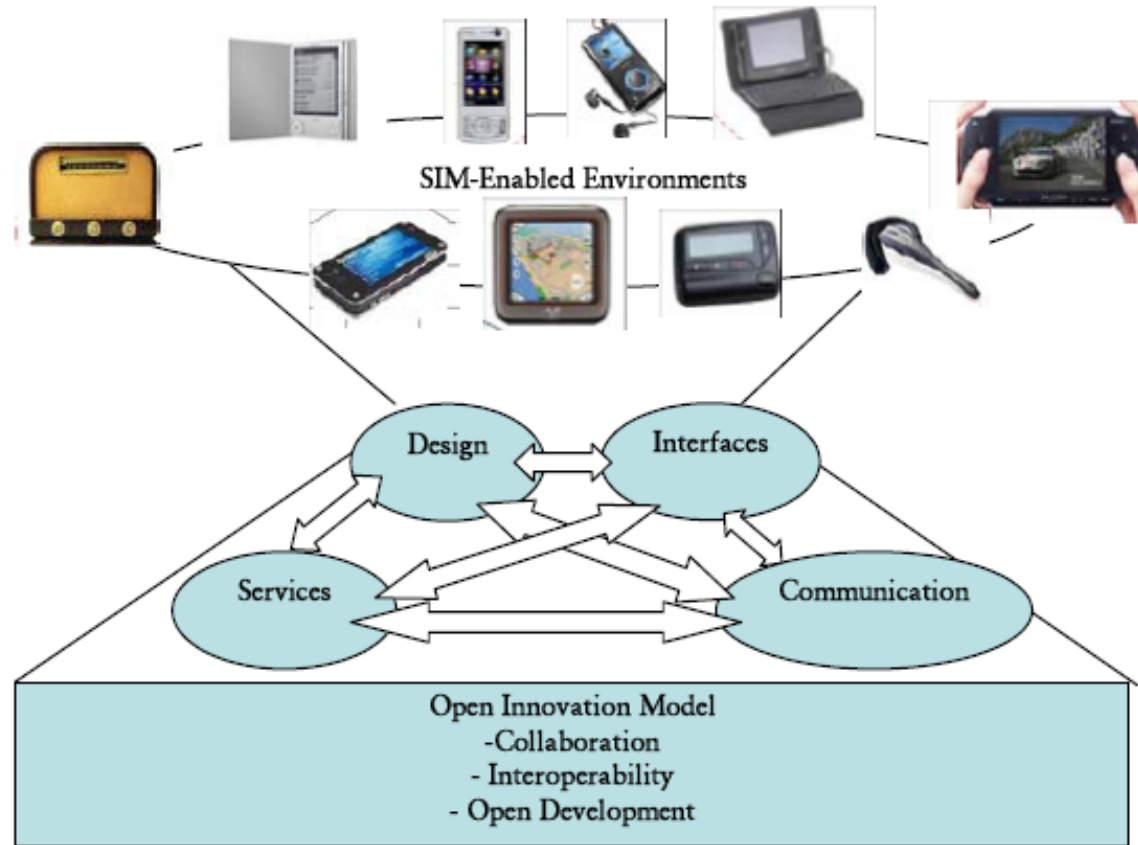 SIM-Enabled Environments
Design
Interfaces
Services
Communication
Open Innovation Model
-Collaboration
- Interoperability
- Open Development